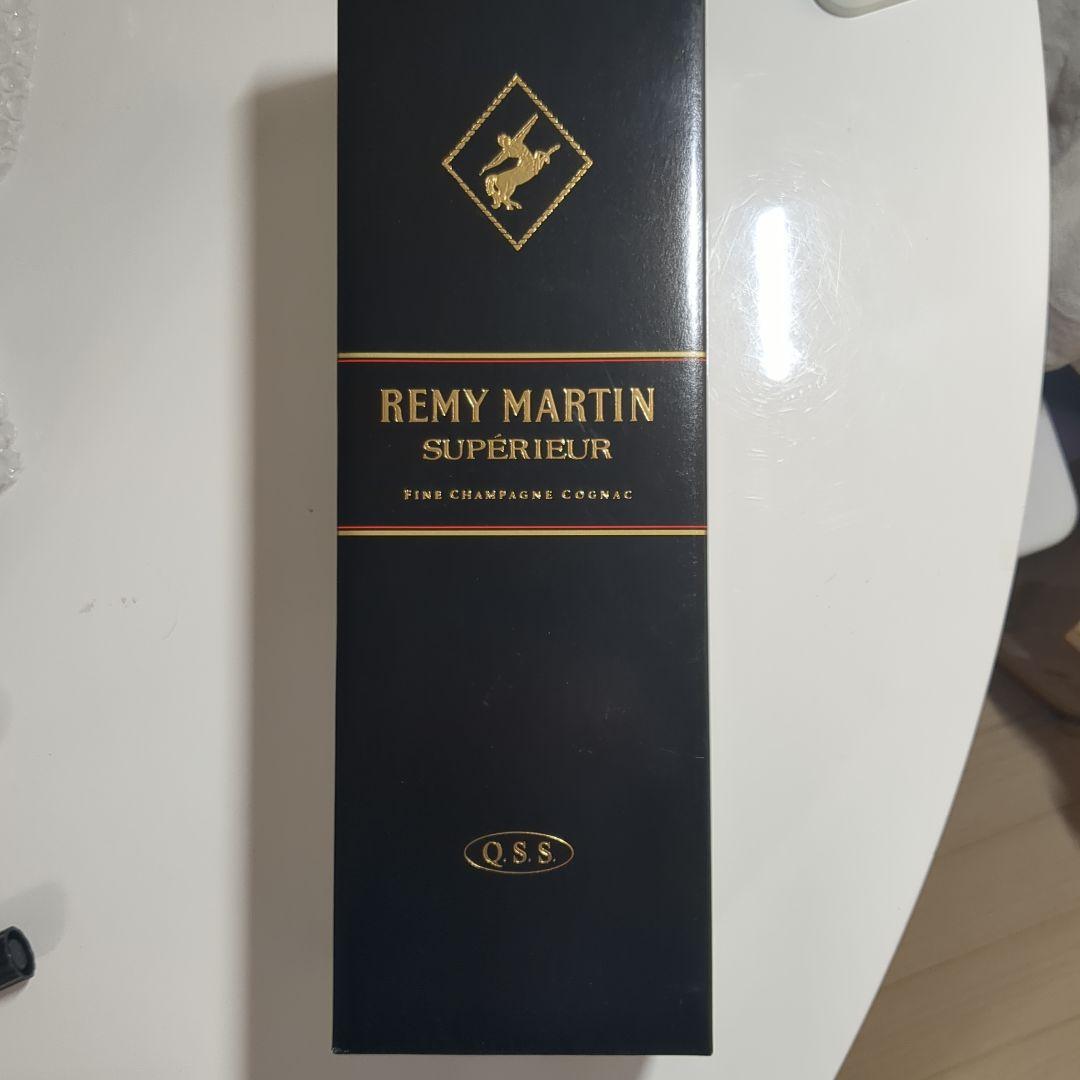 REMY MARTIN
SUPÉRIEUR
FINE CHAMPAGNE COGNAC
Q.S.S.